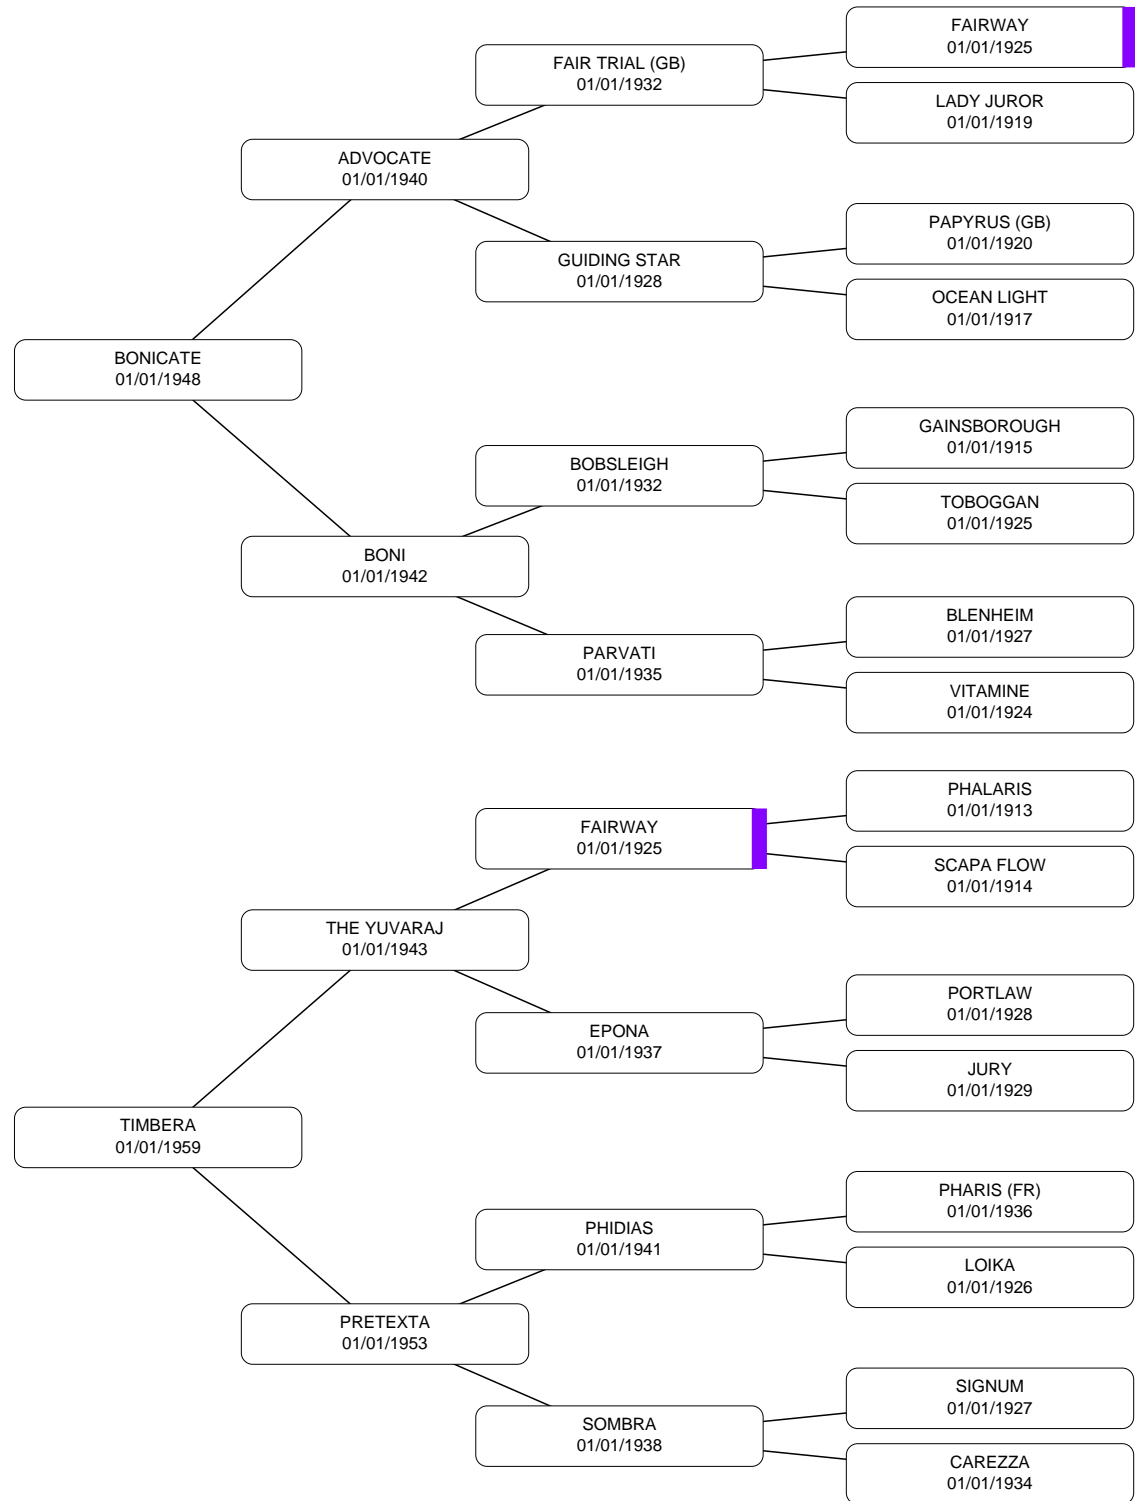 FAIRWAY
01/01/1925
FAIR TRIAL (GB)
01/01/1932
LADY JUROR
01/01/1919
ADVOCATE
01/01/1940
PAPYRUS (GB)
01/01/1920
GUIDING STAR
01/01/1928
OCEAN LIGHT
01/01/1917
BONICATE
01/01/1948
GAINSBOROUGH
01/01/1915
BOBSLEIGH
01/01/1932
TOBOGGAN
01/01/1925
BONI
01/01/1942
BLENHEIM
01/01/1927
PARVATI
01/01/1935
VITAMINE
01/01/1924
PHALARIS
01/01/1913
FAIRWAY
01/01/1925
SCAPA FLOW
01/01/1914
THE YUVARAJ
01/01/1943
PORTLAW
01/01/1928
EPONA
01/01/1937
JURY
01/01/1929
TIMBERA
01/01/1959
PHARIS (FR)
01/01/1936
PHIDIAS
01/01/1941
LOIKA
01/01/1926
PRETEXTA
01/01/1953
SIGNUM
01/01/1927
SOMBRA
01/01/1938
CAREZZA
01/01/1934